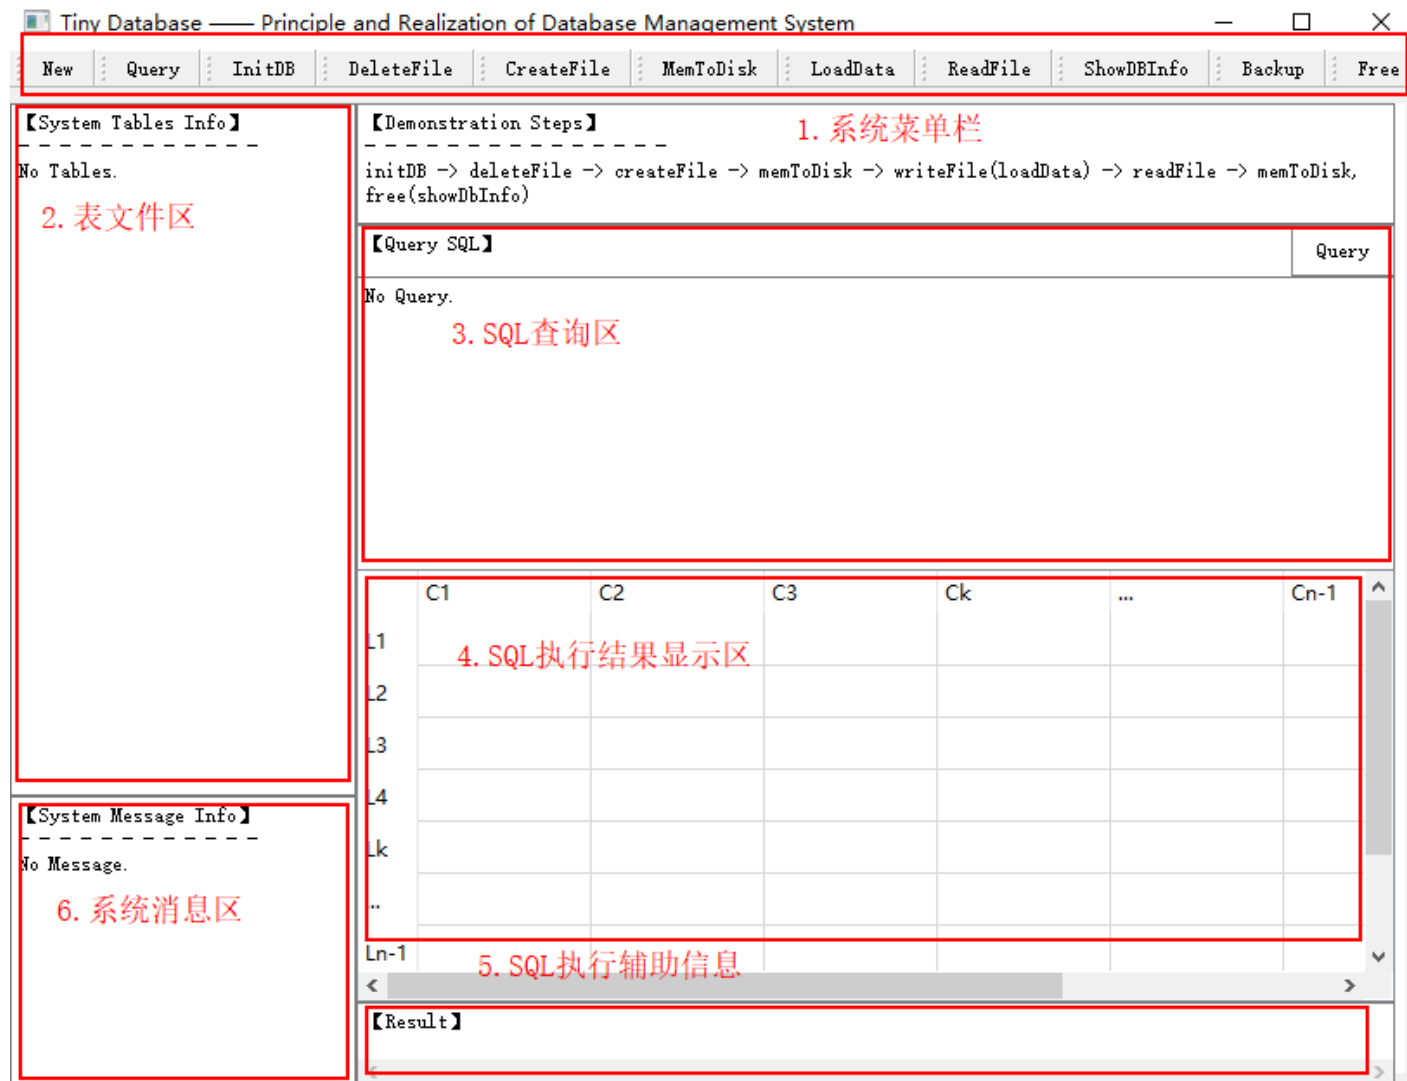 Tiny Database —— Principle and Realization of Database Management System
New Query InitDB DeleteFile CreateFile MemToDisk LoadData ReadFile ShowDBInfo Backup Free
【System Tables Info】
No Tables.
2.表文件区
【Demonstration Steps】
1.系统菜单栏
initDB -> deleteFile -> createFile -> memToDisk -> writeFile(loadData) -> readFile -> memToDisk,
free(showDbInfo)
【Query SQL】
Query
No Query.
3.SQL查询区
C1 C2 C3 Ck ... Cn-1
L1
4.SQL执行结果显示区
L2
L3
L4
Lk
...
Ln-1
5.SQL执行辅助信息
【System Message Info】
No Message.
6.系统消息区
【Result】